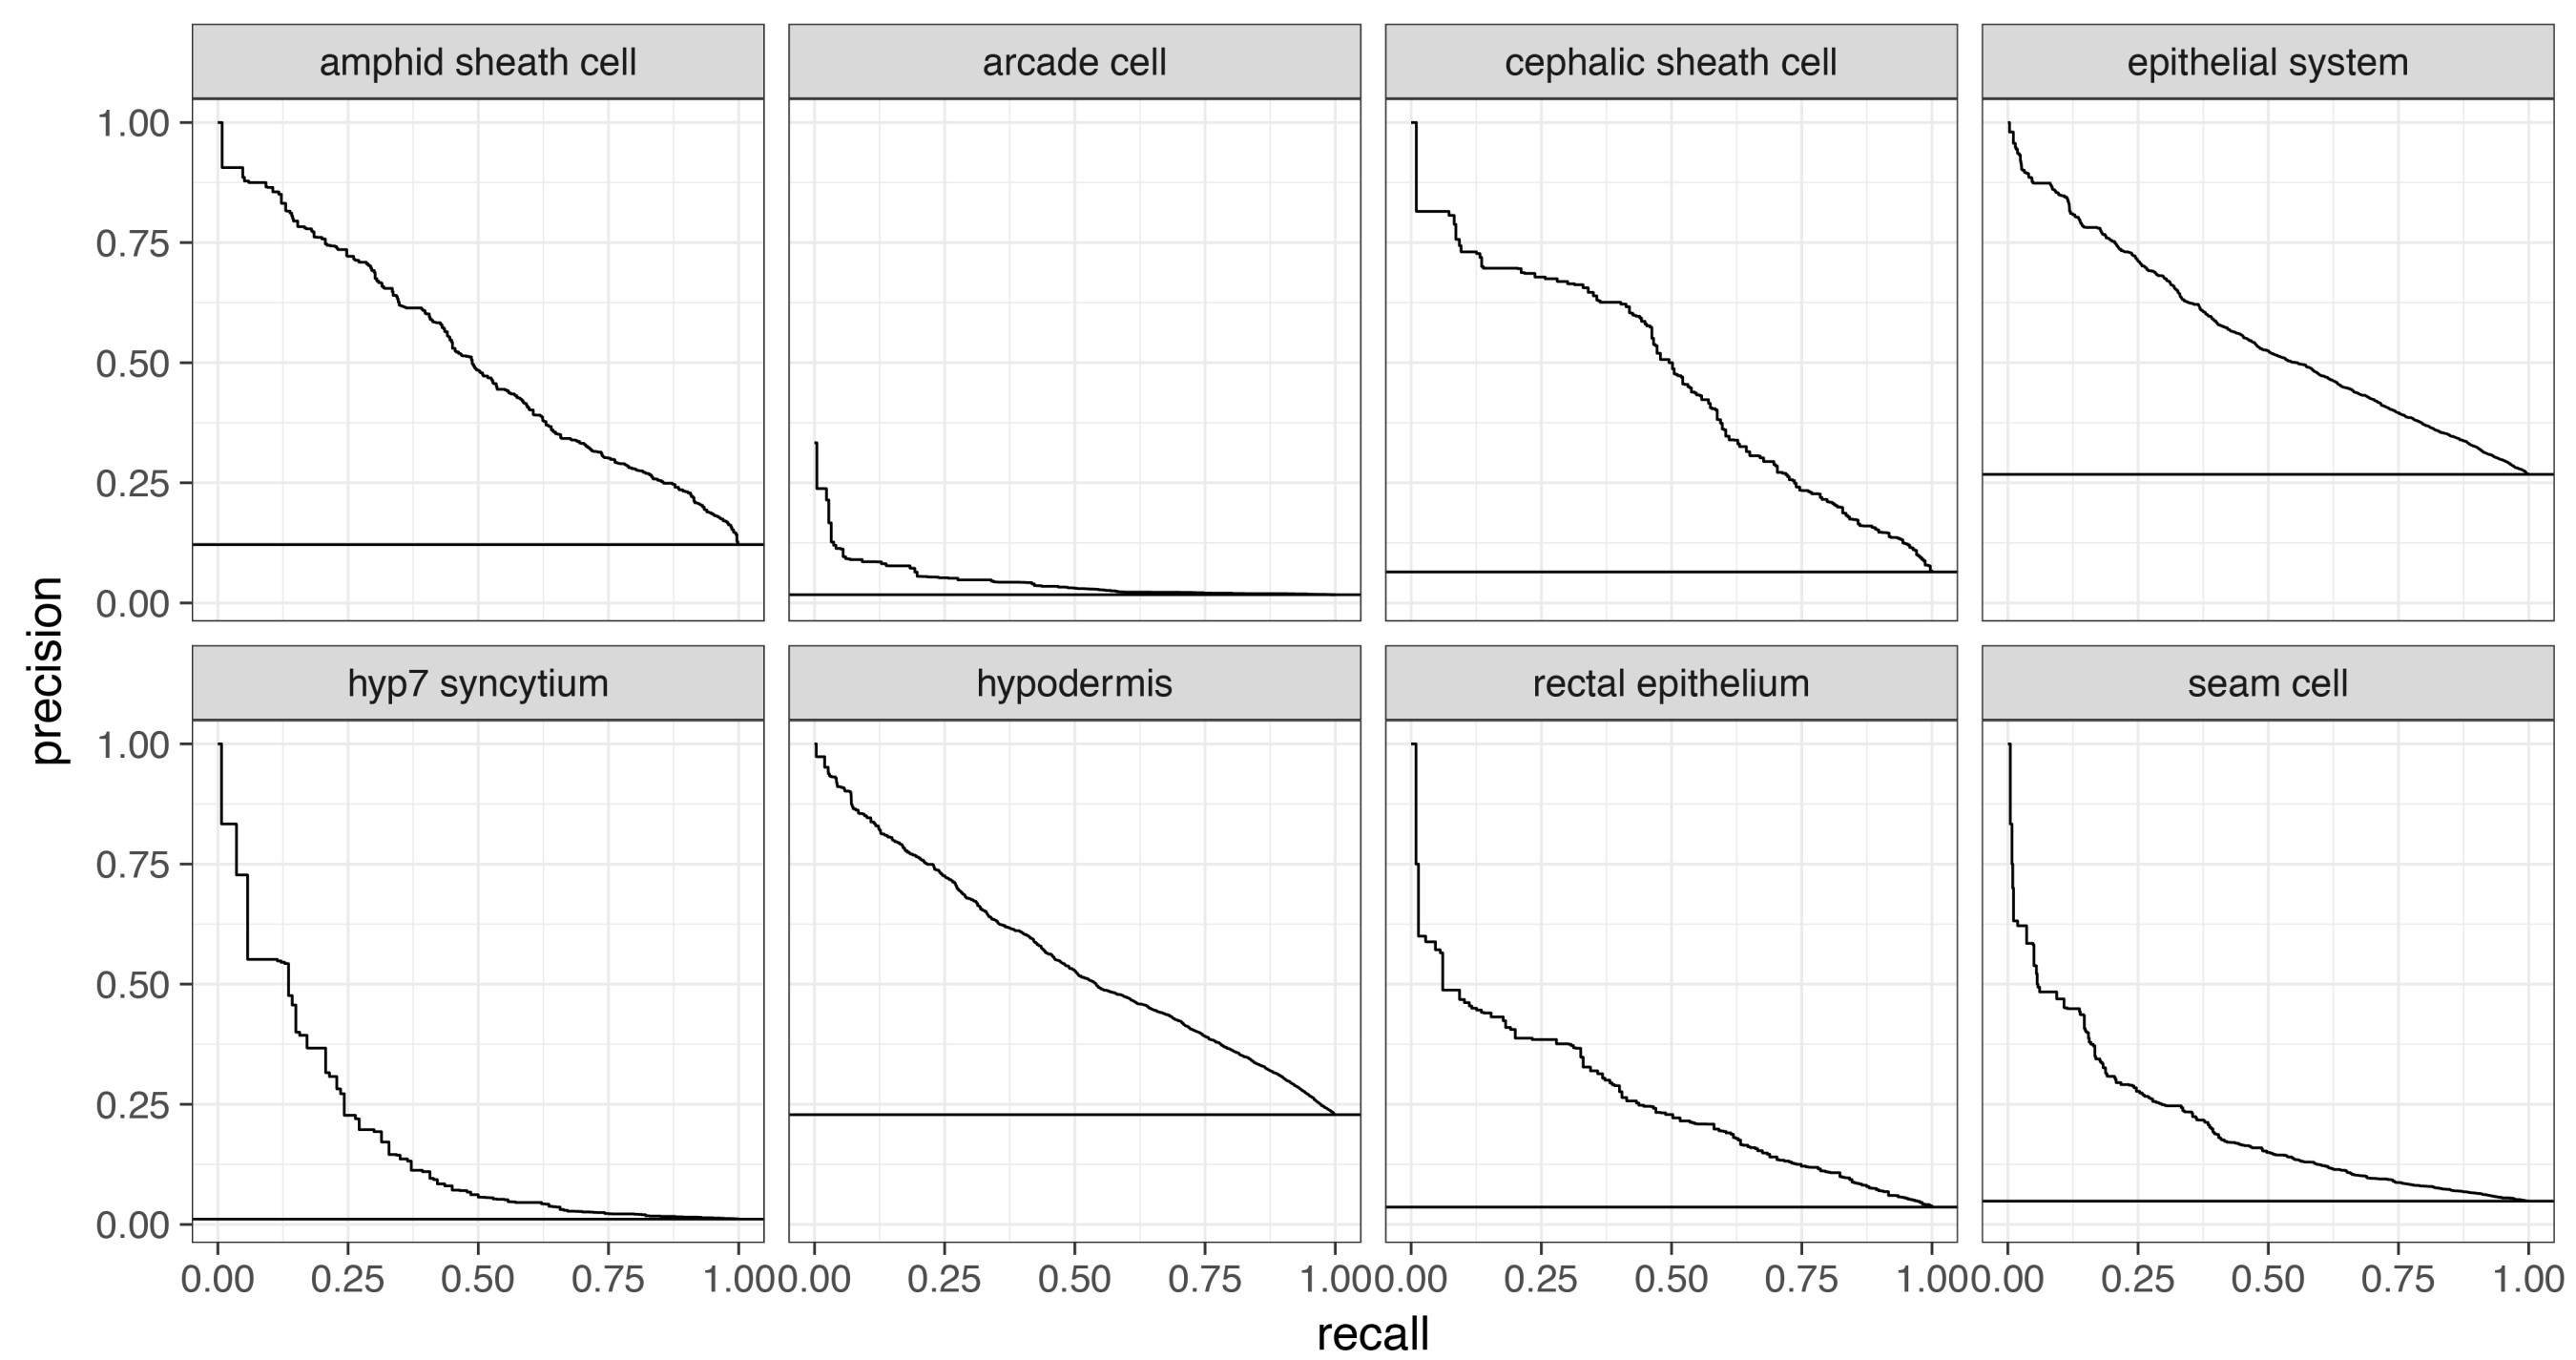 amphid sheath cell
arcade cell
cephalic sheath cell
epithelial system
1.00
0.75
0.50
0.25
0.00
precision
hyp7 syncytium
hypodermis
rectal epithelium
seam cell
1.00
0.75
0.50
0.25
0.00
0.00 0.25 0.50 0.75 1.00
0.00 0.25 0.50 0.75 1.00
0.00 0.25 0.50 0.75 1.00
0.00 0.25 0.50 0.75 1.00
recall